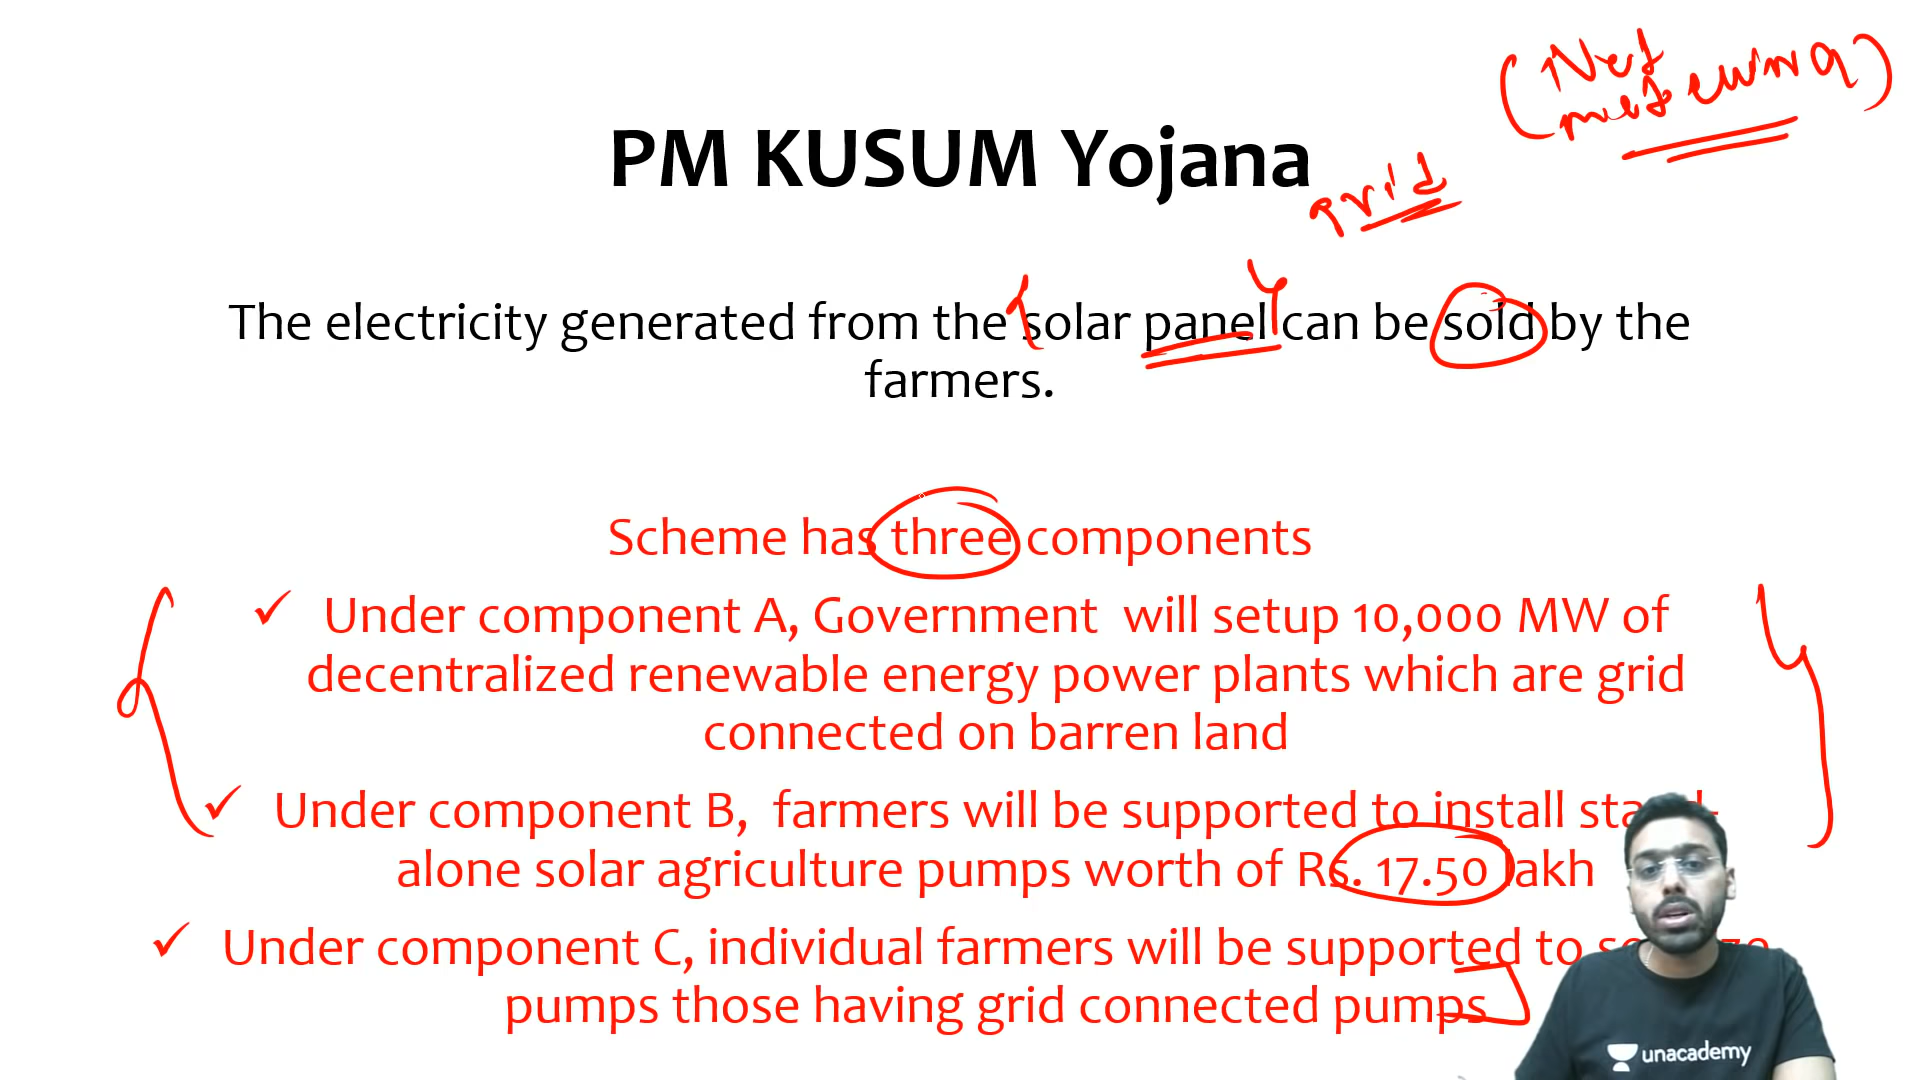 (Net
metering)
PM KUSUM Yojana
grid
The electricity generated from the solar panel can be sold by the
farmers.
Scheme has three components
✓ Under component A, Government will setup 10,000 MW of
decentralized renewable energy power plants which are grid
connected on barren land
✓ Under component B, farmers will be supported to install
alone solar agriculture pumps worth of Rs. 17.50 lakh
✓ Under component C, individual farmers will be supported to
pumps those having grid connected pumps
unacademy